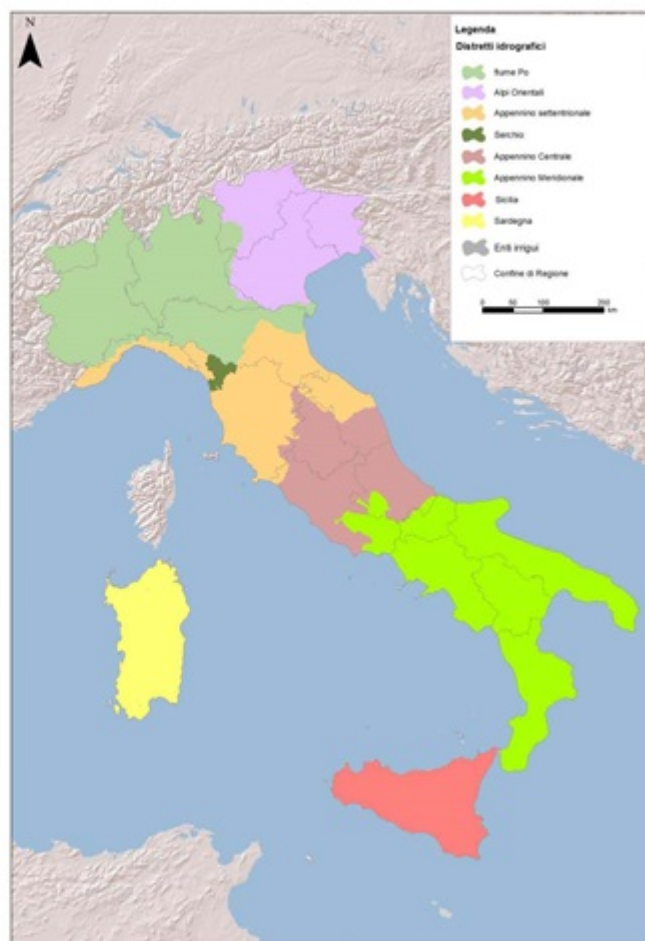 N
Legenda
Distretti idrografici
fiume Po
Alpi Orientali
Appennino settentrionale
Serchio
Appennino Centrale
Appennino Meridionale
Sicilia
Sardegna
Enti irrigui
Confine di Regione
0 50 100 200
km